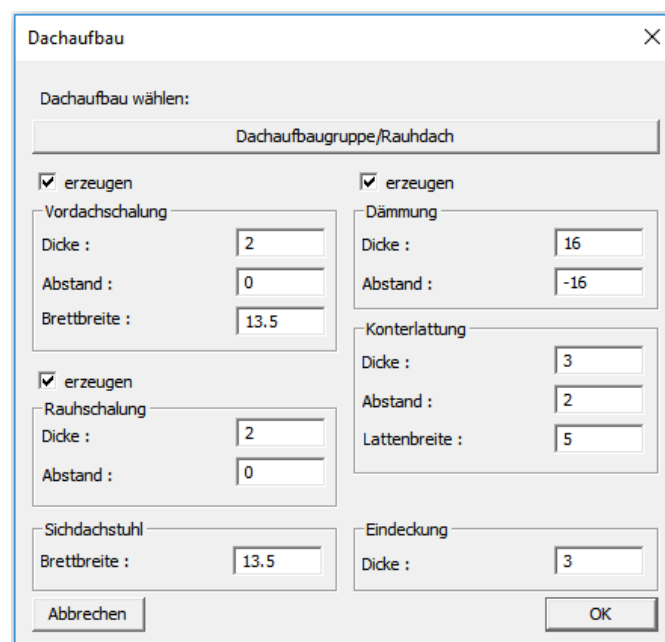 Dachaufbau
Dachaufbau wählen:
Dachaufbaugruppe/Rauhdach
erzeugen
Vordachschalung
Dicke : 2
Abstand : 0
Brettbreite : 13.5
erzeugen
Rauhschalung
Dicke : 2
Abstand : 0
Sichdachstuhl
Brettbreite : 13.5
erzeugen
Dämmung
Dicke : 16
Abstand : -16
Konterlattung
Dicke : 3
Abstand : 2
Lattenbreite : 5
Eindeckung
Dicke : 3
Abbrechen
OK